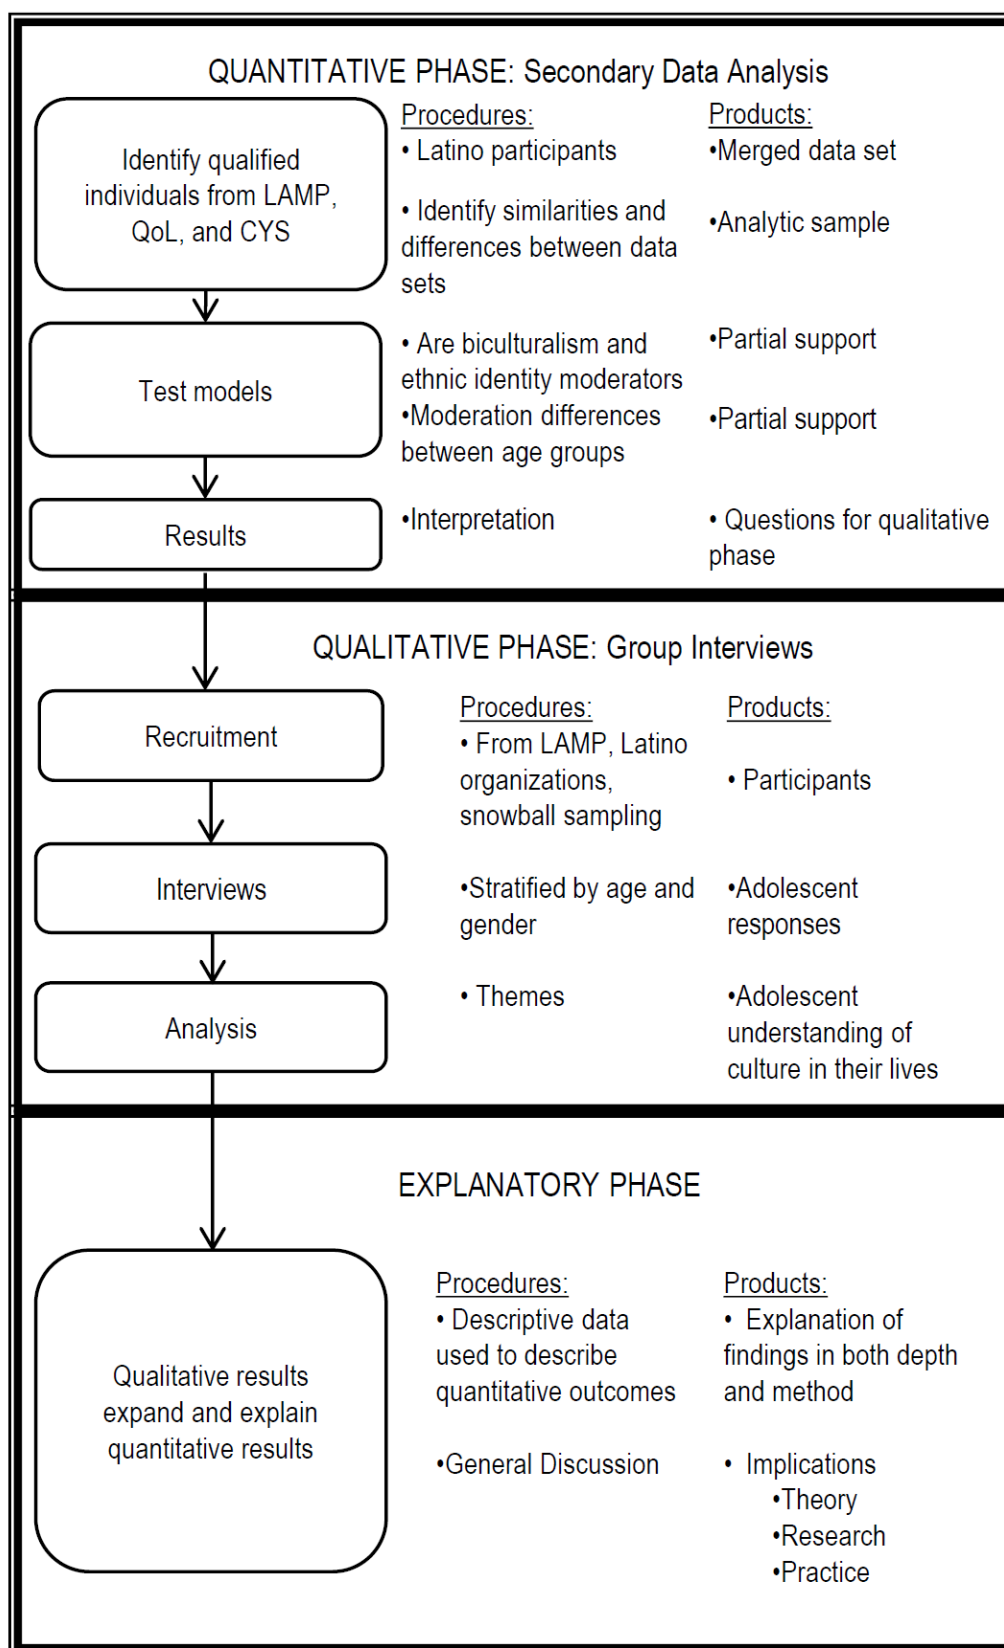 QUANTITATIVE PHASE: Secondary Data Analysis
Identify qualified
individuals from LAMP,
QoL, and CYS
Procedures:
• Latino participants
• Identify similarities and
differences between data
sets
Products:
•Merged data set
•Analytic sample
Test models
• Are biculturalism and
ethnic identity moderators
•Moderation differences
between age groups
•Partial support
•Partial support
Results
•Interpretation
• Questions for qualitative
phase
QUALITATIVE PHASE: Group Interviews
Recruitment
Procedures:
• From LAMP, Latino
organizations,
snowball sampling
Products:
• Participants
Interviews
•Stratified by age and
gender
•Adolescent
responses
Analysis
• Themes
•Adolescent
understanding of
culture in their lives
EXPLANATORY PHASE
Qualitative results
expand and explain
quantitative results
Procedures:
• Descriptive data
used to describe
quantitative outcomes
•General Discussion
Products:
• Explanation of
findings in both depth
and method
• Implications
•Theory
•Research
•Practice